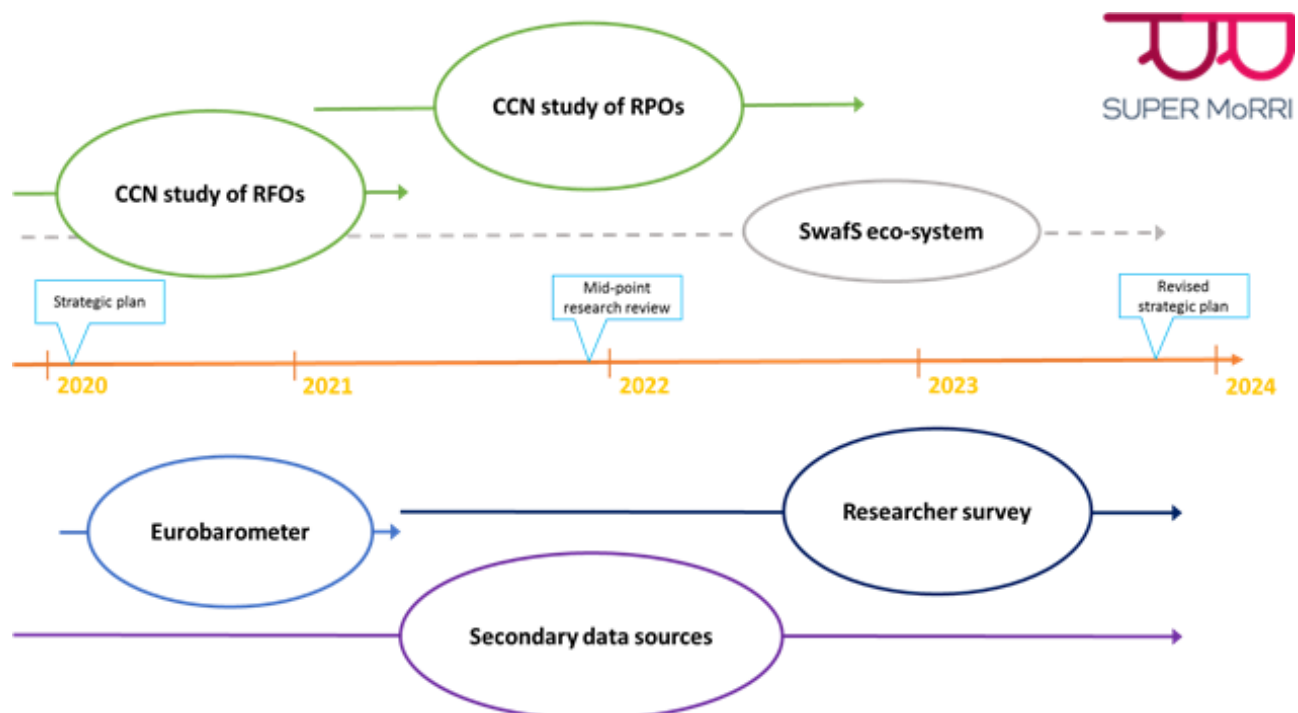 SUPER MoRRI
CCN study of RPOs
CCN study of RFOs
SwafS eco-system
Strategic plan
Mid-point
research review
Revised
strategic plan
2020
2021
2022
2023
2024
Researcher survey
Eurobarometer
Secondary data sources